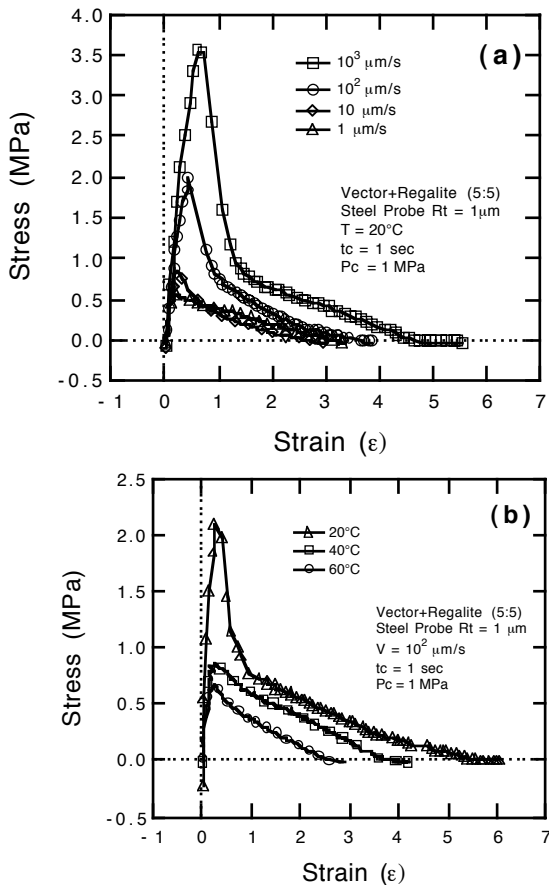 4.0
3.5
3.0
2.5
2.0
1.5
1.0
0.5
0.0
-0.5
Stress (MPa)
(a)
10³ μm/s
10² μm/s
10 μm/s
1 μm/s
Vector+Regalite (5:5)
Steel Probe Rt = 1μm
T = 20°C
tc = 1 sec
Pc = 1 MPa
-1 0 1 2 3 4 5 6 7
Strain (ε)
2.5
2.0
1.5
1.0
0.5
0.0
-0.5
Stress (MPa)
(b)
20°C
40°C
60°C
Vector+Regalite (5:5)
Steel Probe Rt = 1 μm
V = 10² μm/s
tc = 1 sec
Pc = 1 MPa
-1 0 1 2 3 4 5 6 7
Strain (ε)